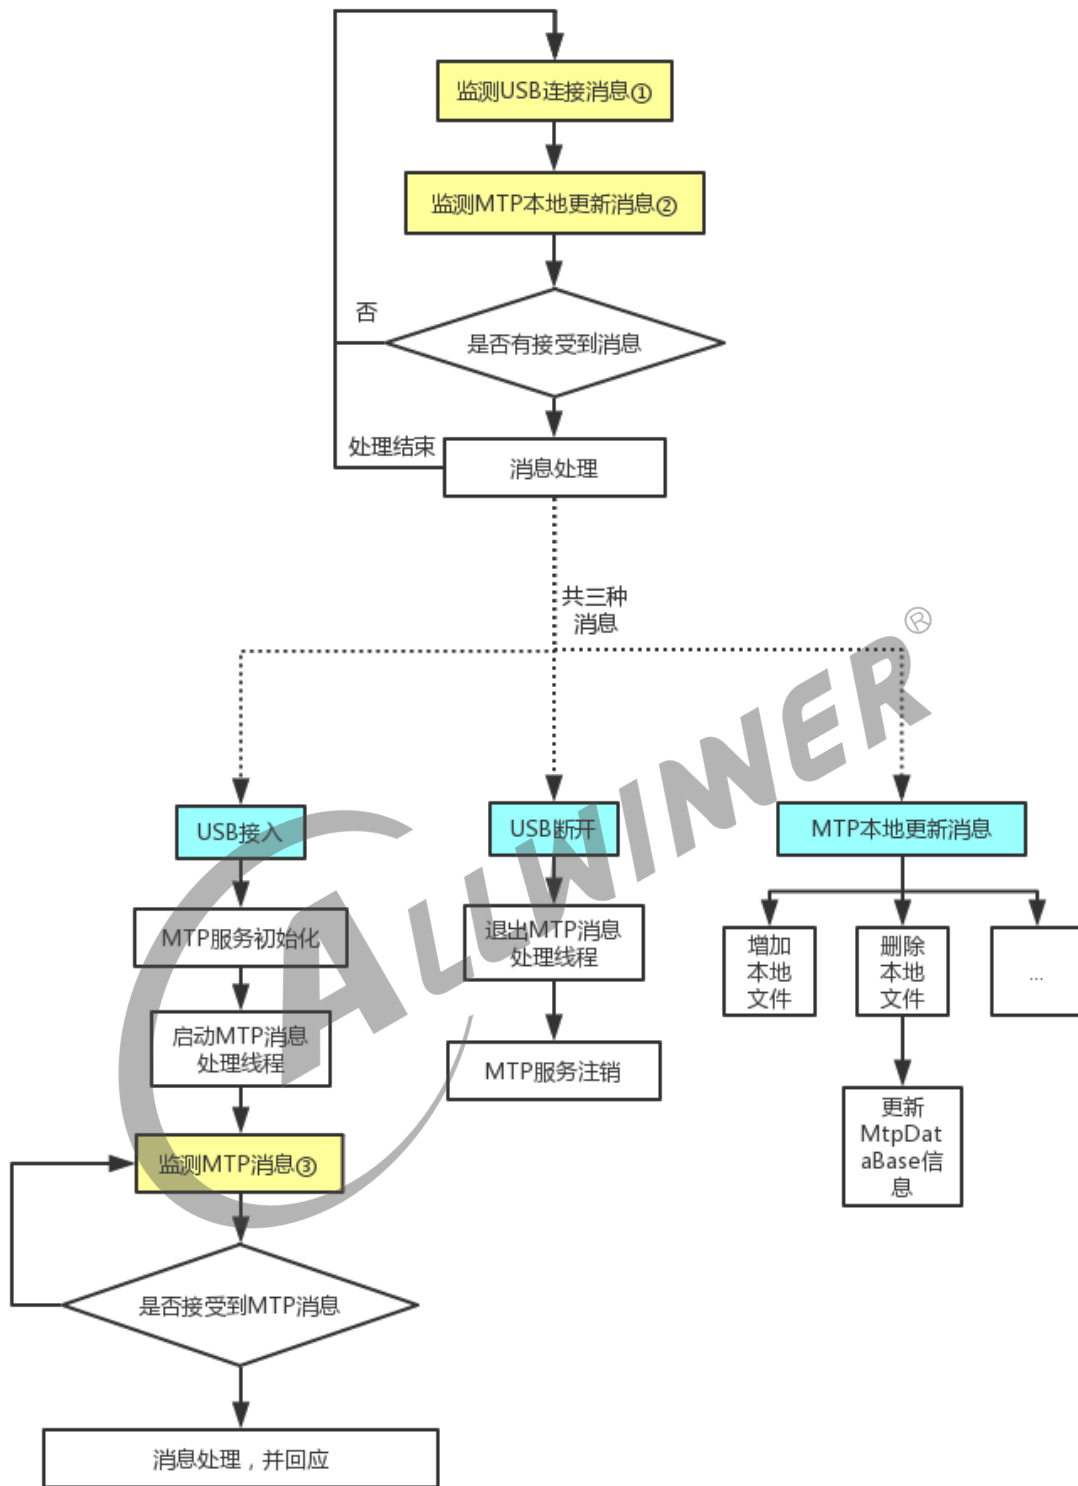 监测USB连接消息①
监测MTP本地更新消息②
否
是否有接受到消息
处理结束
消息处理
共三种
消息
ALLWINNER®
USB接入
USB断开
MTP本地更新消息
MTP服务初始化
退出MTP消息
处理线程
增加
本地
文件
删除
本地
文件
...
启动MTP消息
处理线程
MTP服务注销
更新
MtpDat
aBase信
息
监测MTP消息③
是否接受到MTP消息
消息处理，并回应